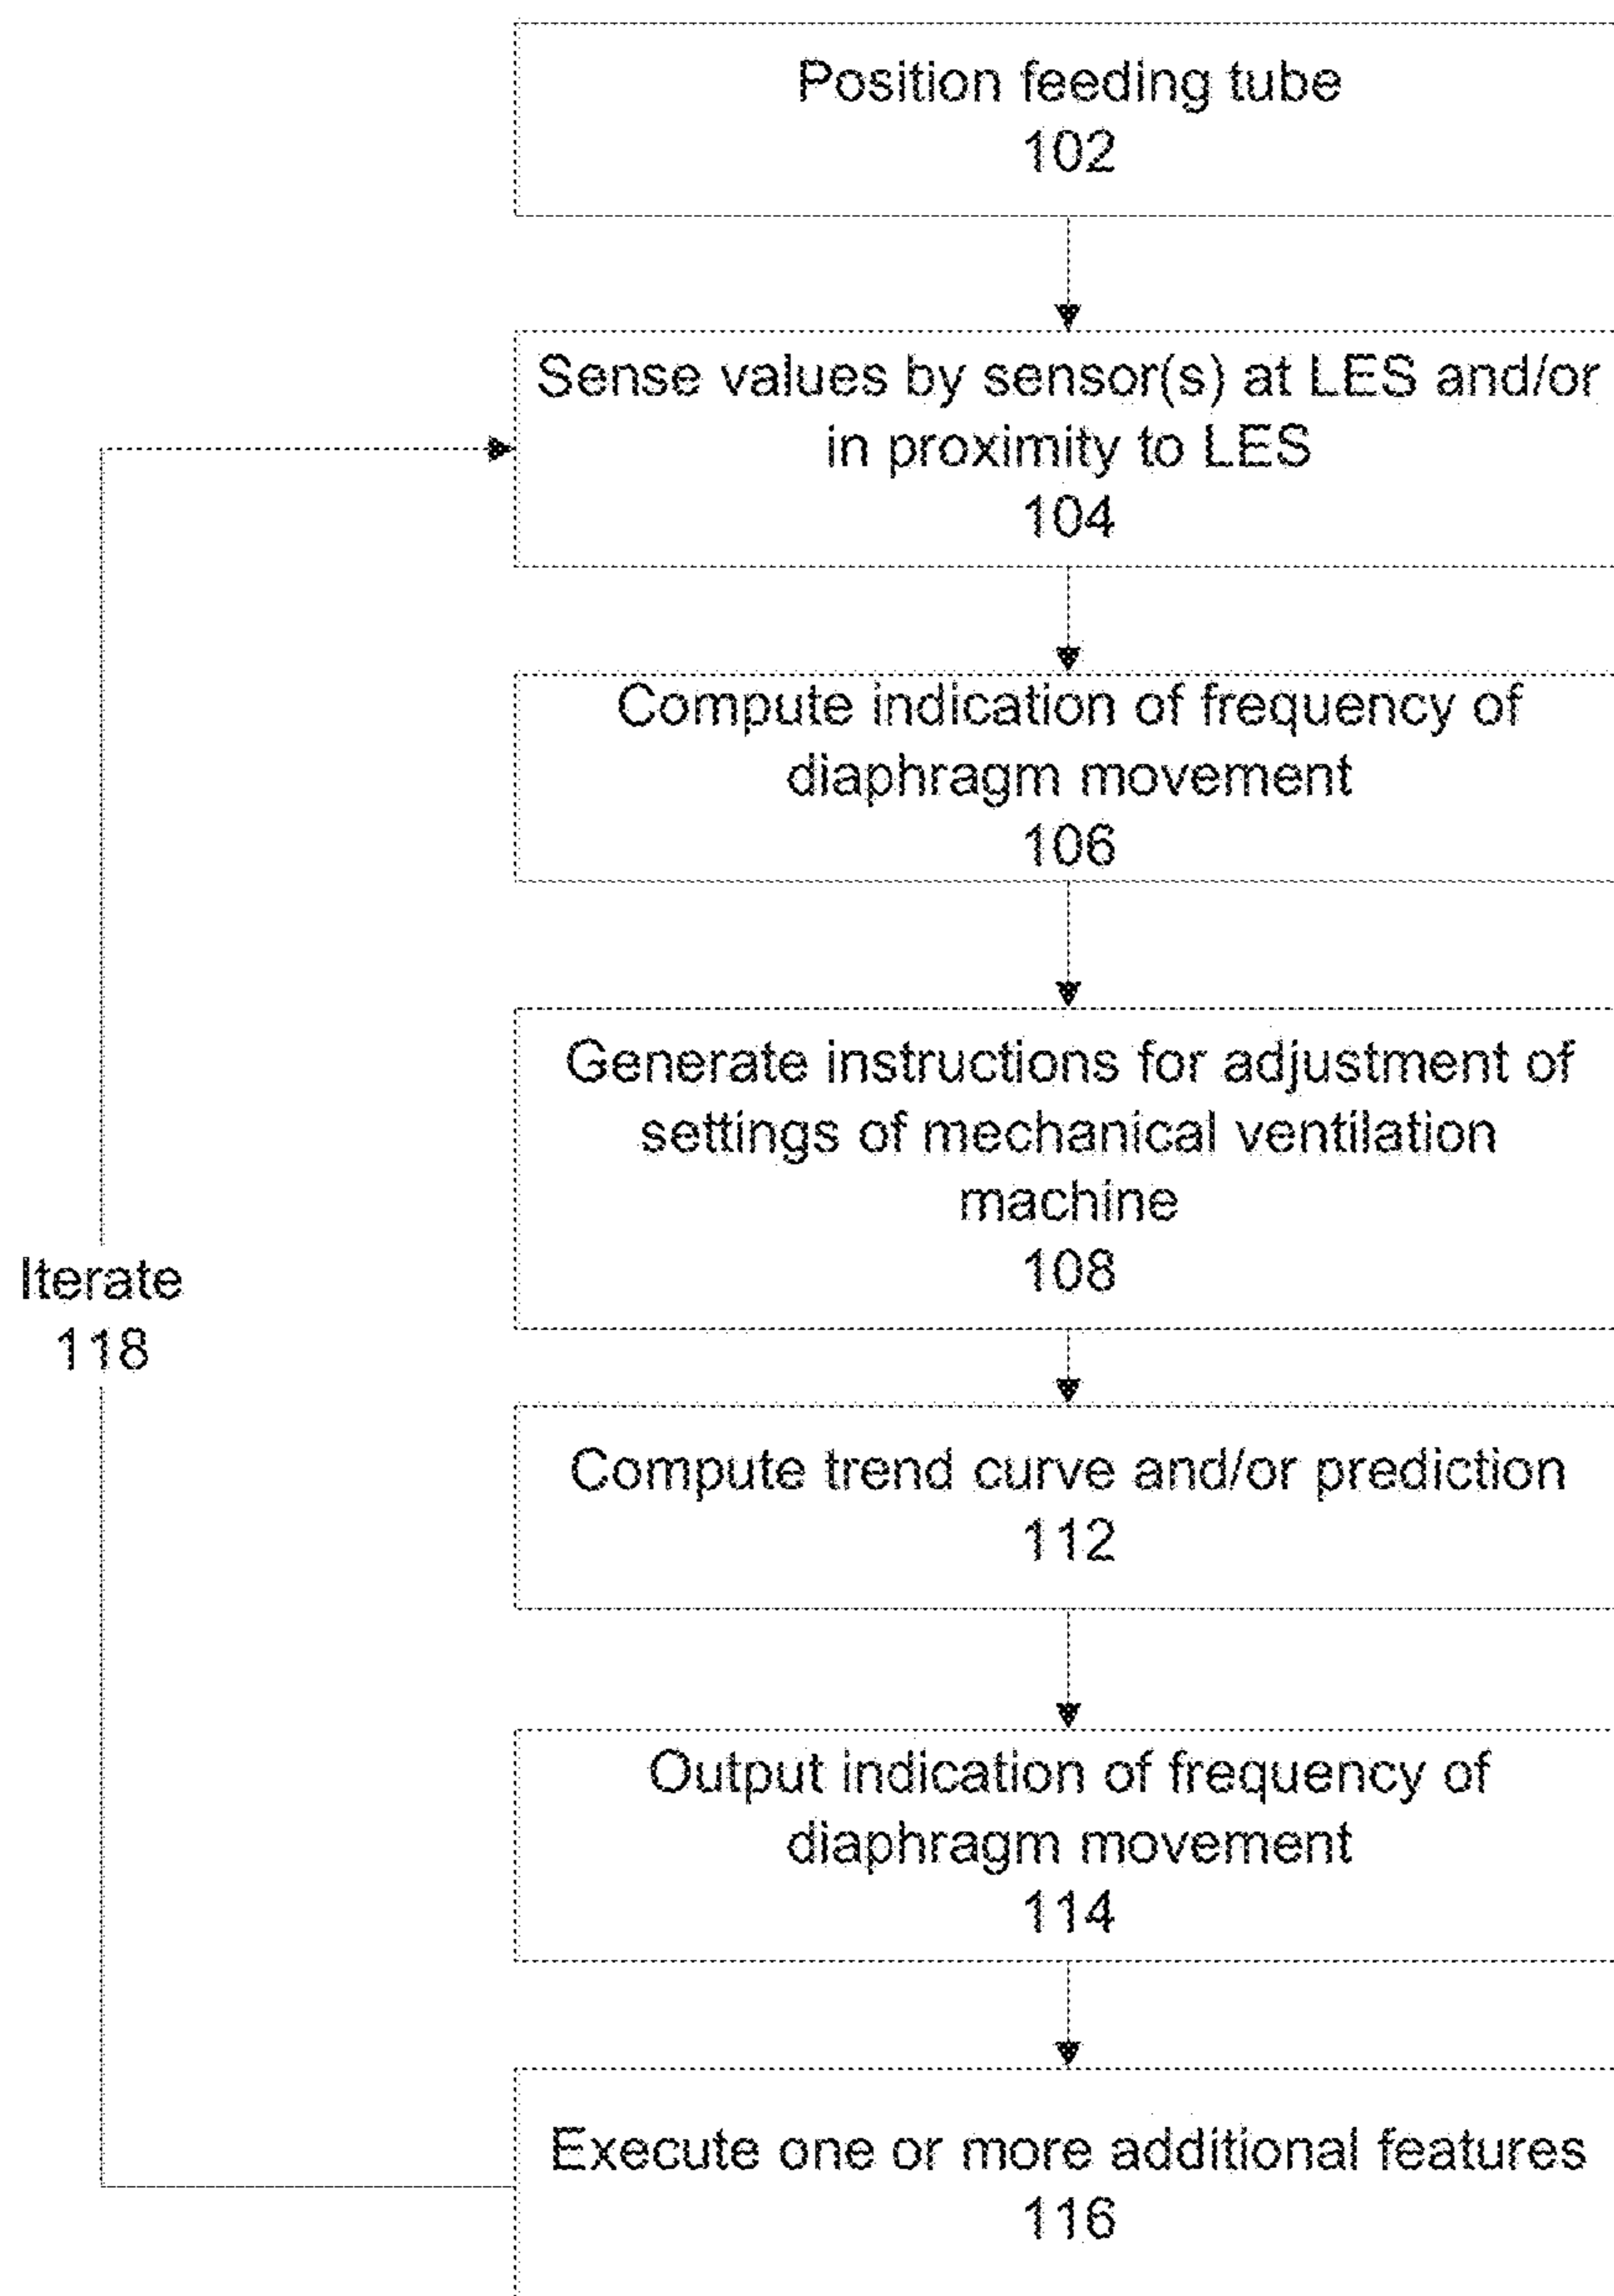 Position feeding tube
102
Sense values by sensor(s) at LES and/or
in proximity to LES
104
Compute indication of frequency of
diaphragm movement
106
Generate instructions for adjustment of
settings of mechanical ventilation
machine
108
Iterate
118
Compute trend curve and/or prediction
112
Output indication of frequency of
diaphragm movement
114
Execute one or more additional features
116